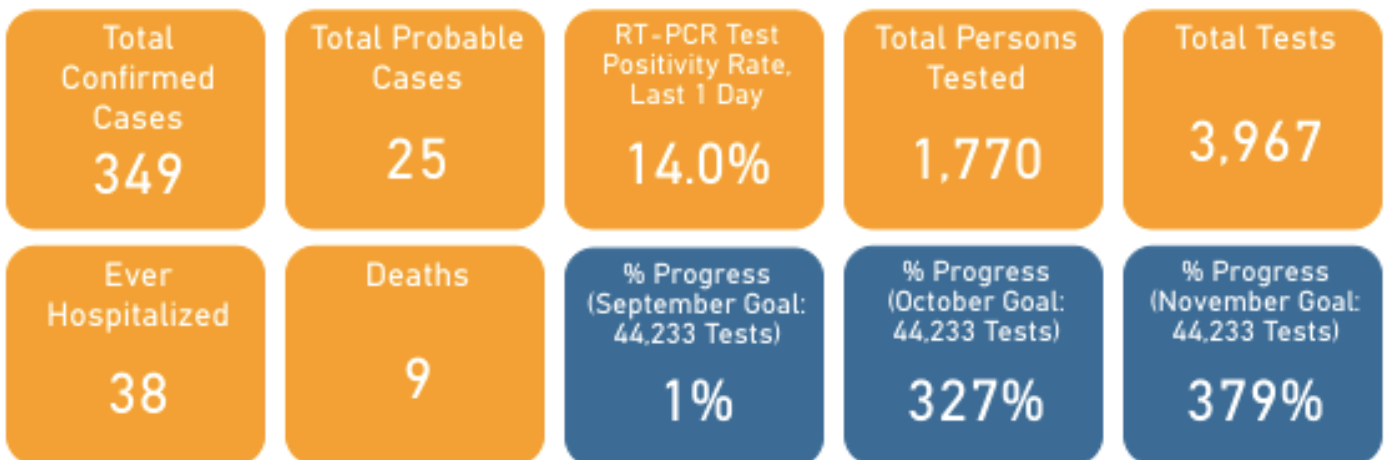 Total
Confirmed
Cases
349
Total Probable
Cases
25
RT-PCR Test
Positivity Rate,
Last 1 Day
14.0%
Total Persons
Tested
1,770
Total Tests
3,967
Ever
Hospitalized
38
Deaths
9
% Progress
(September Goal:
44,233 Tests)
1%
% Progress
(October Goal:
44,233 Tests)
327%
% Progress
(November Goal:
44,233 Tests)
379%